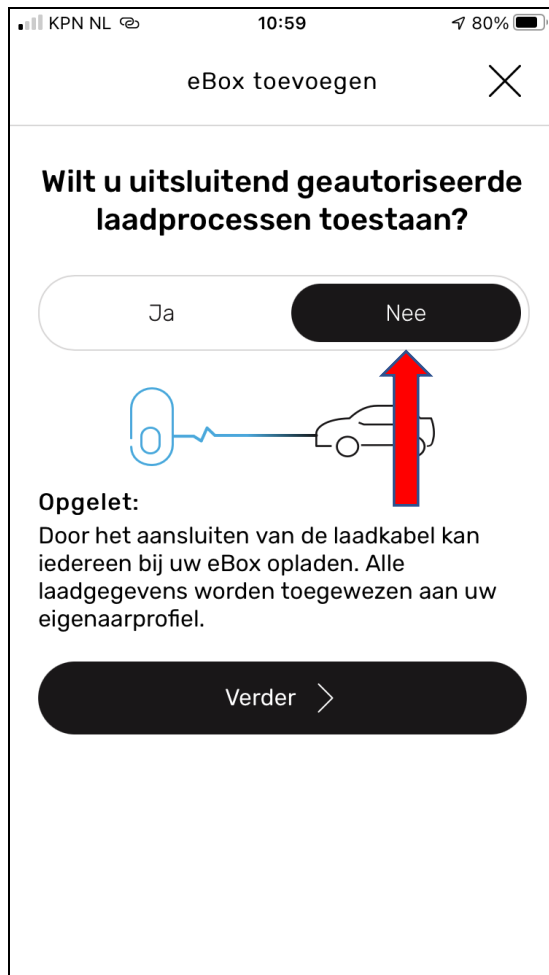 KPN NL 10:59 80%
eBox toevoegen
Wilt u uitsluitend geautoriseerde
laadprocessen toestaan?
Ja Nee
Opgelet:
Door het aansluiten van de laadkabel kan
iedereen bij uw eBox opladen. Alle
laadgegevens worden toegewezen aan uw
eigenaarprofiel.
Verder